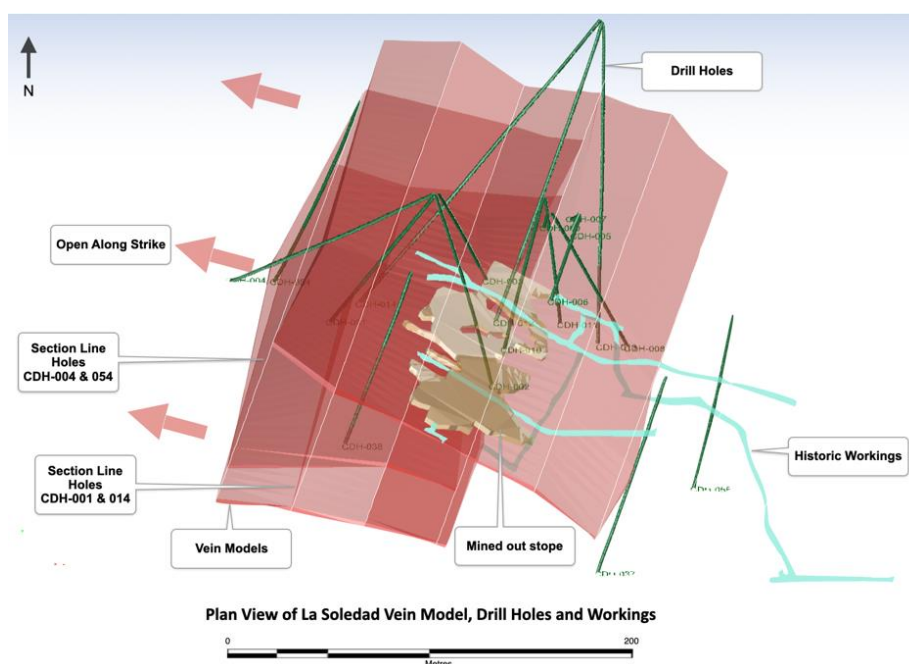 Drill Holes
N
CDH-007
CDH-005
Open Along Strike
CDH-006
CDH-011
CDH-008
CDH-002
Section Line
Holes
CDH-004 & 054
Historic Workings
Section Line
Holes
CDH-001 & 014
Vein Models
Mined out stope
Plan View of La Soledad Vein Model, Drill Holes and Workings
0
200
Metres